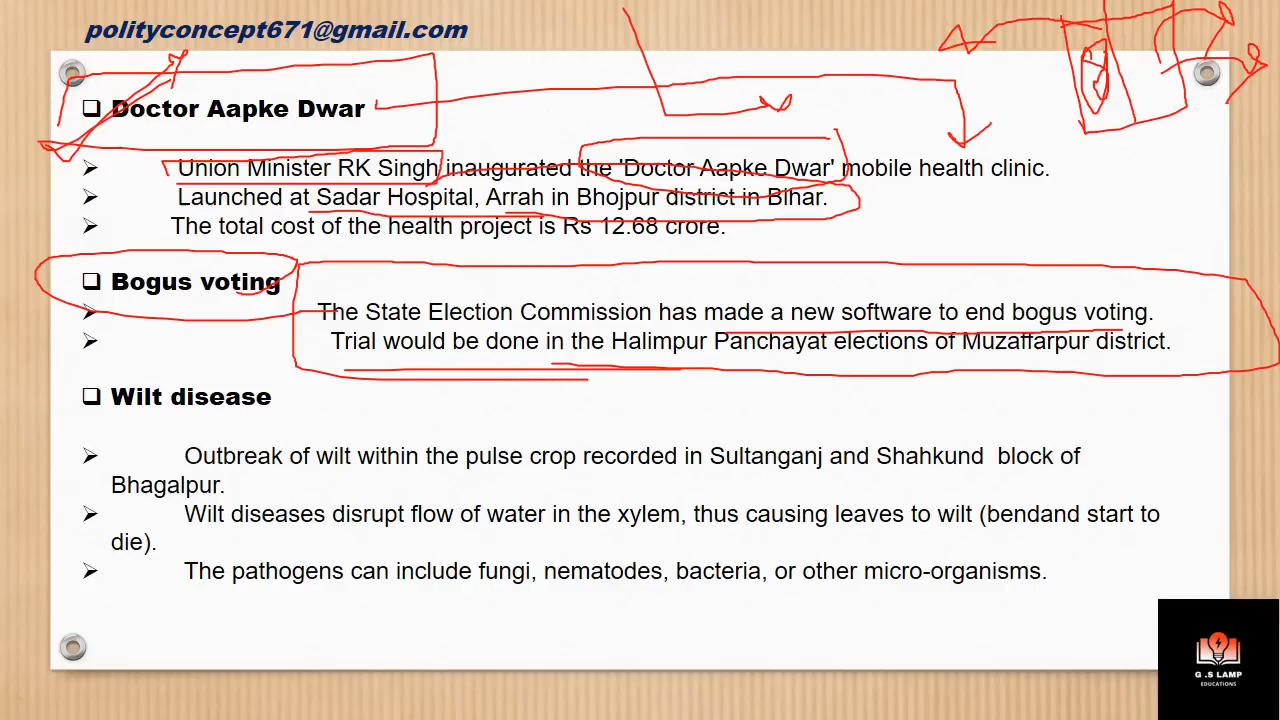 polityconcept671@gmail.com
Doctor Aapke Dwar
Union Minister RK Singh inaugurated the 'Doctor Aapke Dwar' mobile health clinic.
Launched at Sadar Hospital, Arrah in Bhojpur district in Bihar.
The total cost of the health project is Rs 12.68 crore.
Bogus voting
The State Election Commission has made a new software to end bogus voting.
Trial would be done in the Halimpur Panchayat elections of Muzaffarpur district.
Wilt disease
Outbreak of wilt within the pulse crop recorded in Sultanganj and Shahkund block of
Bhagalpur.
Wilt diseases disrupt flow of water in the xylem, thus causing leaves to wilt (bendand start to
die).
The pathogens can include fungi, nematodes, bacteria, or other micro-organisms.
G .S LAMP
EDUCATIONS